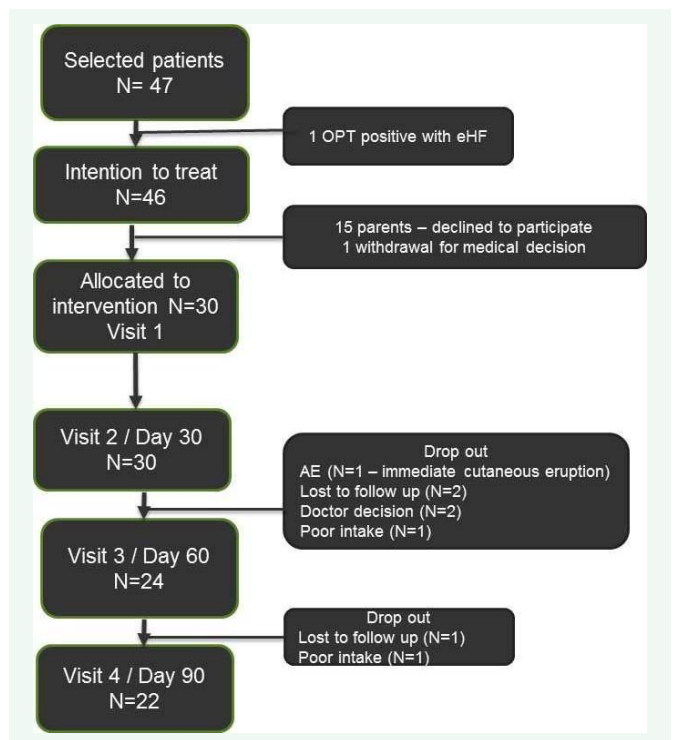 Selected patients
N= 47
1 OPT positive with eHF
Intention to treat
N=46
15 parents – declined to participate
1 withdrawal for medical decision
Allocated to
intervention N=30
Visit 1
Visit 2 / Day 30
N=30
Drop out
AE (N=1 – immediate cutaneous eruption)
Lost to follow up (N=2)
Doctor decision (N=2)
Poor intake (N=1)
Visit 3 / Day 60
N=24
Drop out
Lost to follow up (N=1)
Poor intake (N=1)
Visit 4 / Day 90
N=22